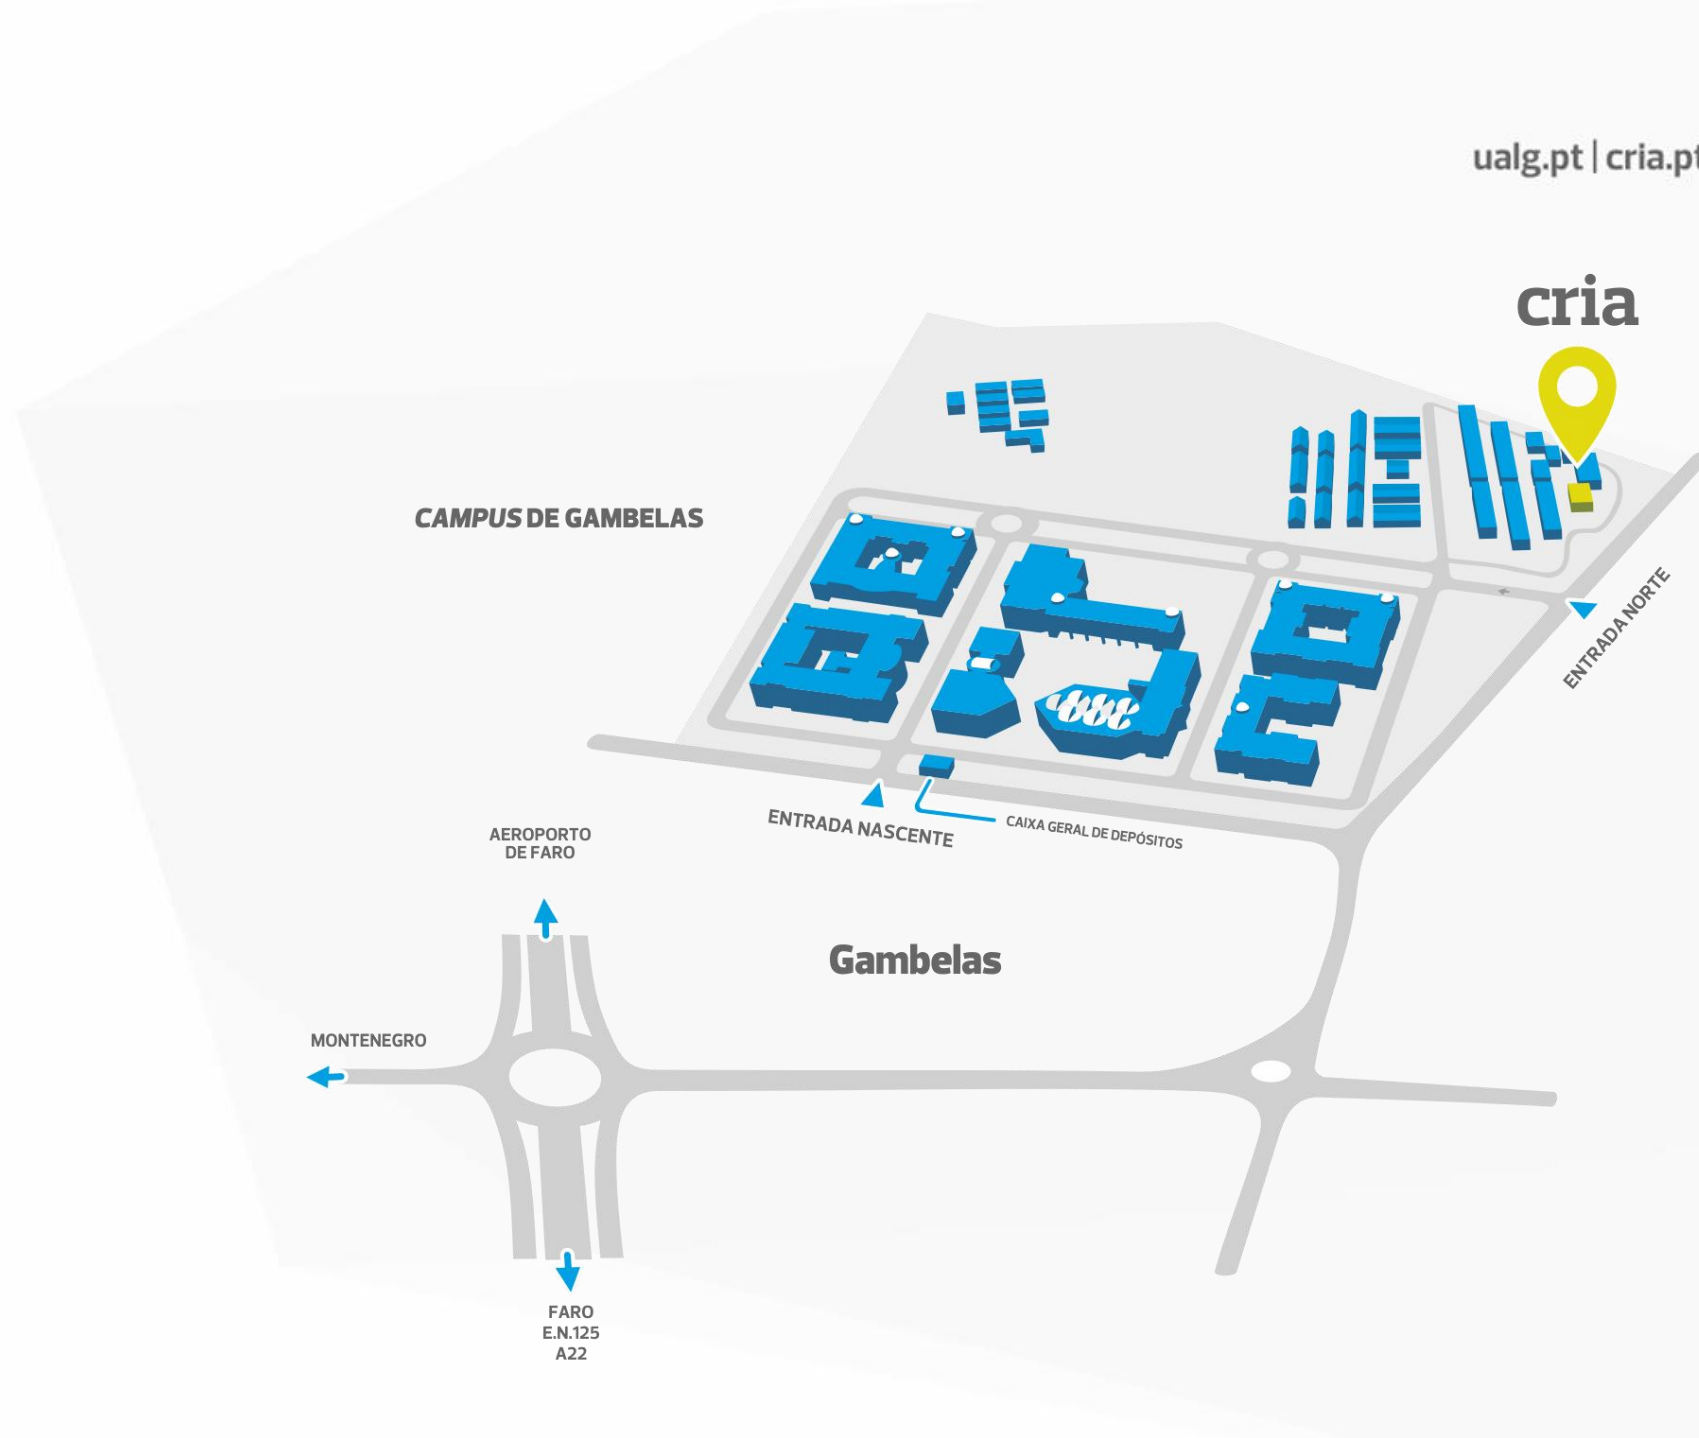 ualg.pt | cria.pt
cria
CAMPUS DE GAMBELAS
ENTRADA NORTE
ENTRADA NASCENTE
CAIXA GERAL DE DEPÓSITOS
AEROPORTO
DE FARO
Gambelas
MONTENEGRO
FARO
E.N.125
A22